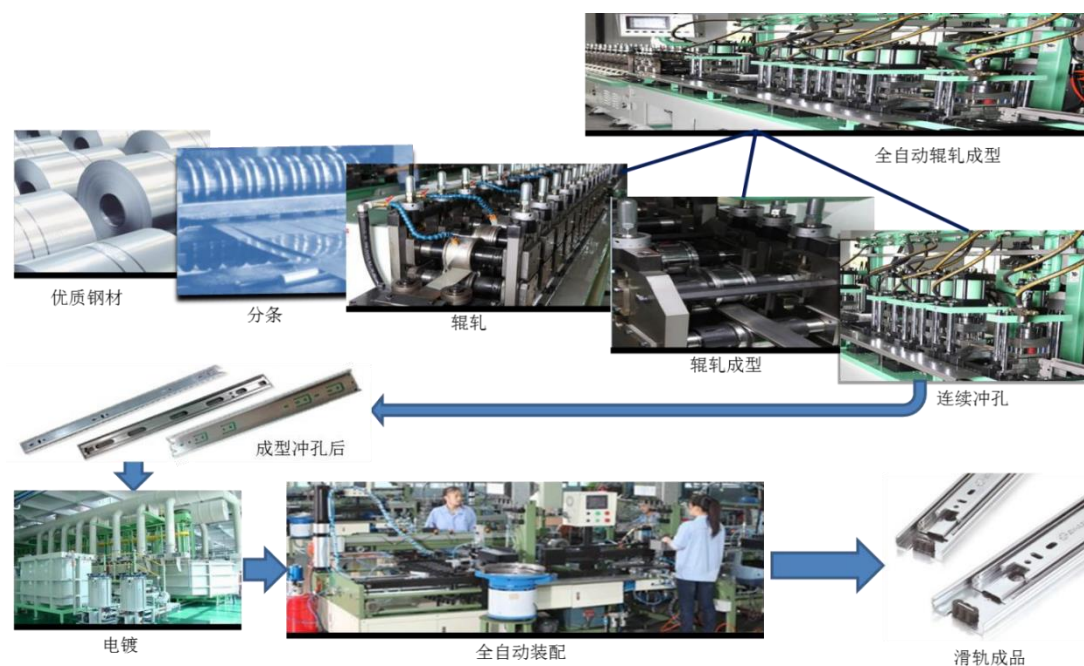 全自动辊轧成型
优质钢材
分条
辊轧
辊轧成型
连续冲孔
成型冲孔后
电镀
全自动装配
滑轨成品